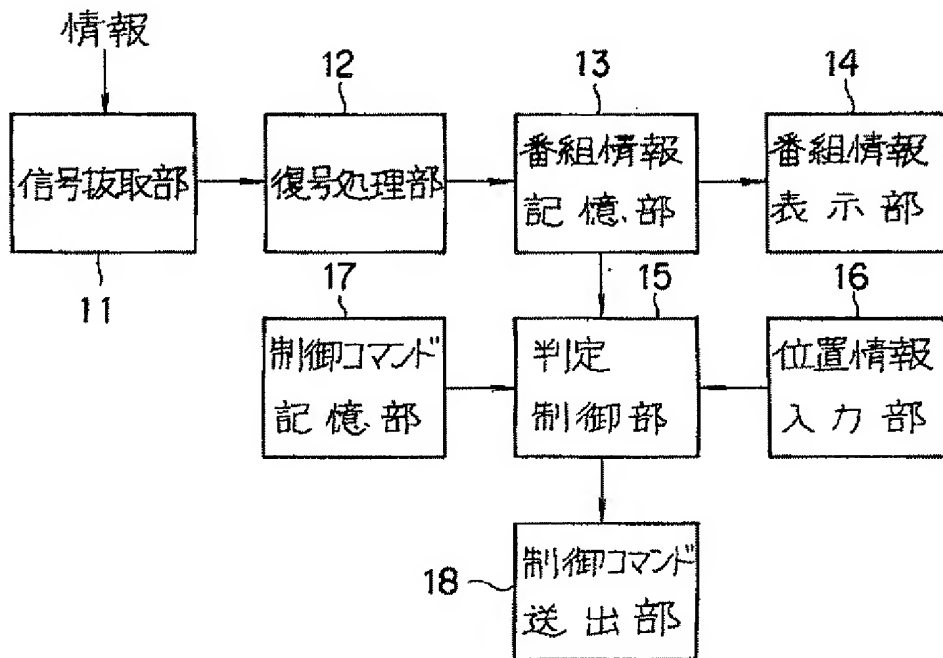 情報
12
13
14
信号抜取部
復号処理部
番組情報
記憶部
番組情報
表示部
11
17
15
16
制御コマンド
記憶部
判定
制御部
位置情報
入力部
18
制御コマンド
送出部